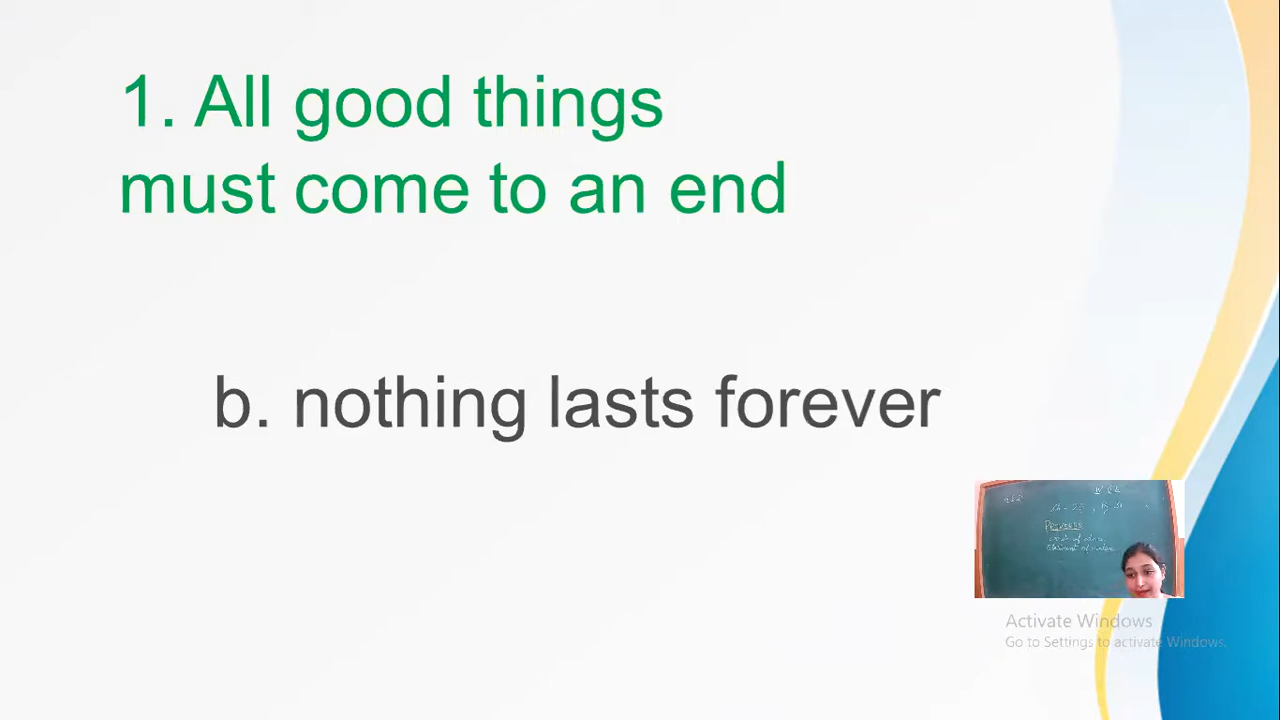 1. All good things
must come to an end
b. nothing lasts forever
PROVERBS
Activate Windows
Go to Settings to activate Windows.